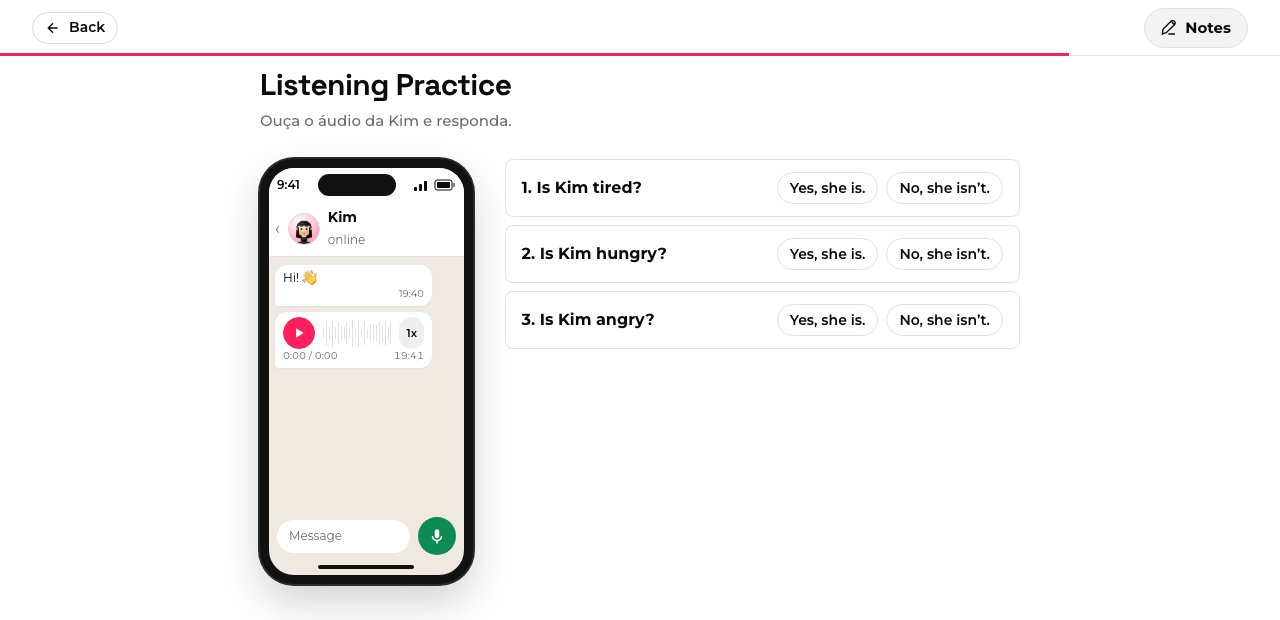 Back
Notes
Listening Practice
Ouça o áudio da Kim e responda.
9:41
‹
Kim
online
Hi! 👋
19:40
1x
0:00 / 0:00 19:41
Message
1. Is Kim tired? Yes, she is. No, she isn’t.
2. Is Kim hungry? Yes, she is. No, she isn’t.
3. Is Kim angry? Yes, she is. No, she isn’t.